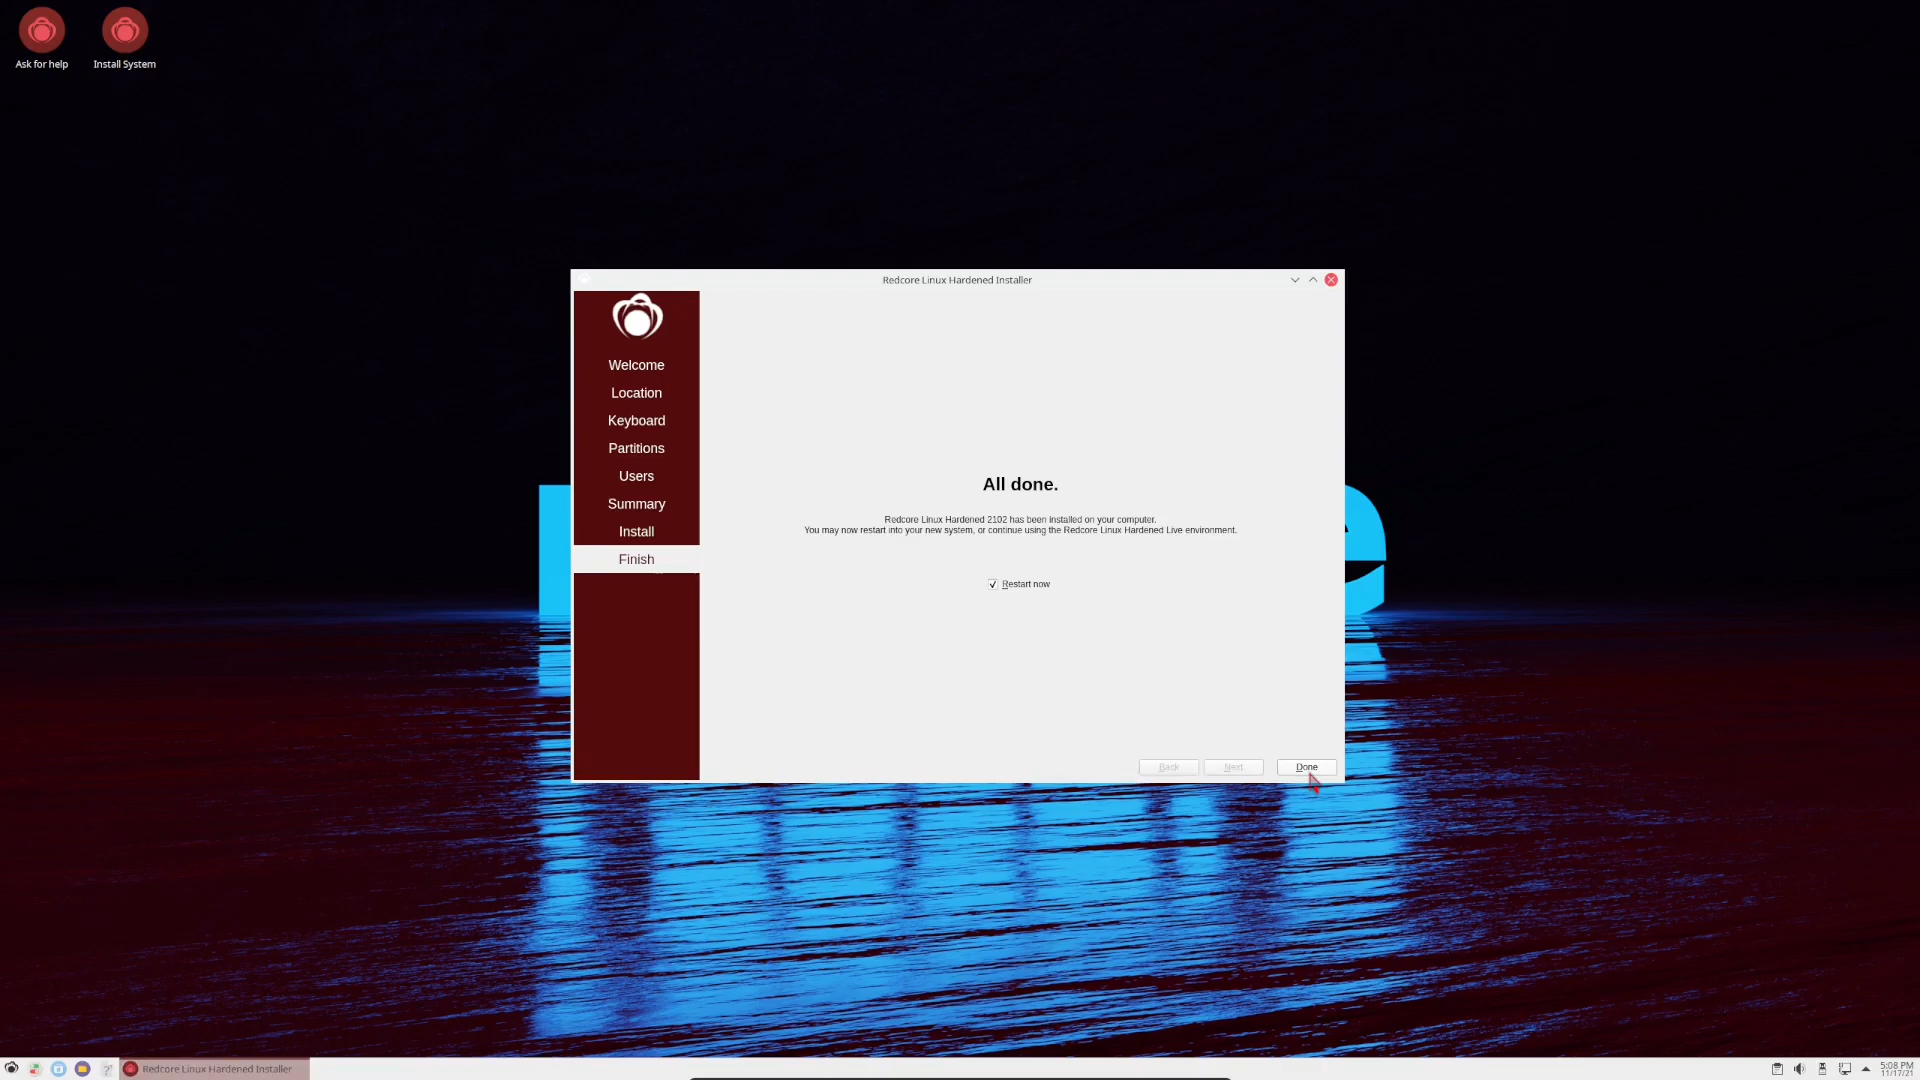 Ask for help
Install System
Redcore Linux Hardened Installer
Welcome
Location
Keyboard
Partitions
Users
Summary
Install
Finish
All done.
Redcore Linux Hardened 2102 has been installed on your computer.
You may now restart into your new system, or continue using the Redcore Linux Hardened Live environment.
Restart now
Back
Next
Done
Redcore Linux Hardened Installer
5:08 PM
11/17/21